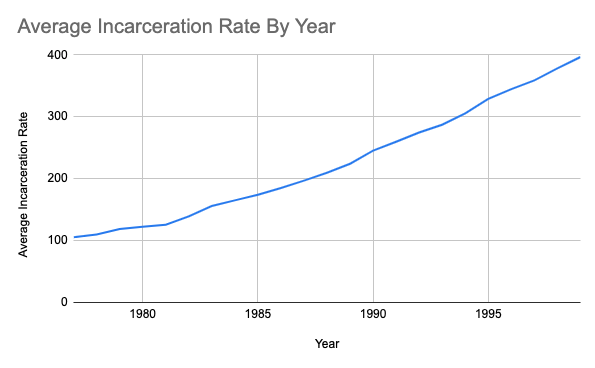 Average Incarceration Rate By Year
Average Incarceration Rate
400
300
200
100
0
1980 1985 1990 1995
Year